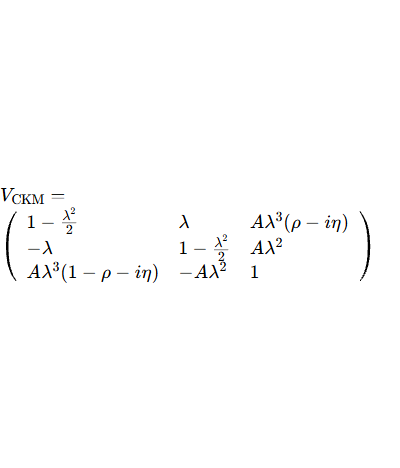 V_CKM =
( 1 − λ²/2    λ    Aλ³(ρ − iη) )
( −λ    1 − λ²/2    Aλ² )
( Aλ³(1 − ρ − iη)    −Aλ²    1 )